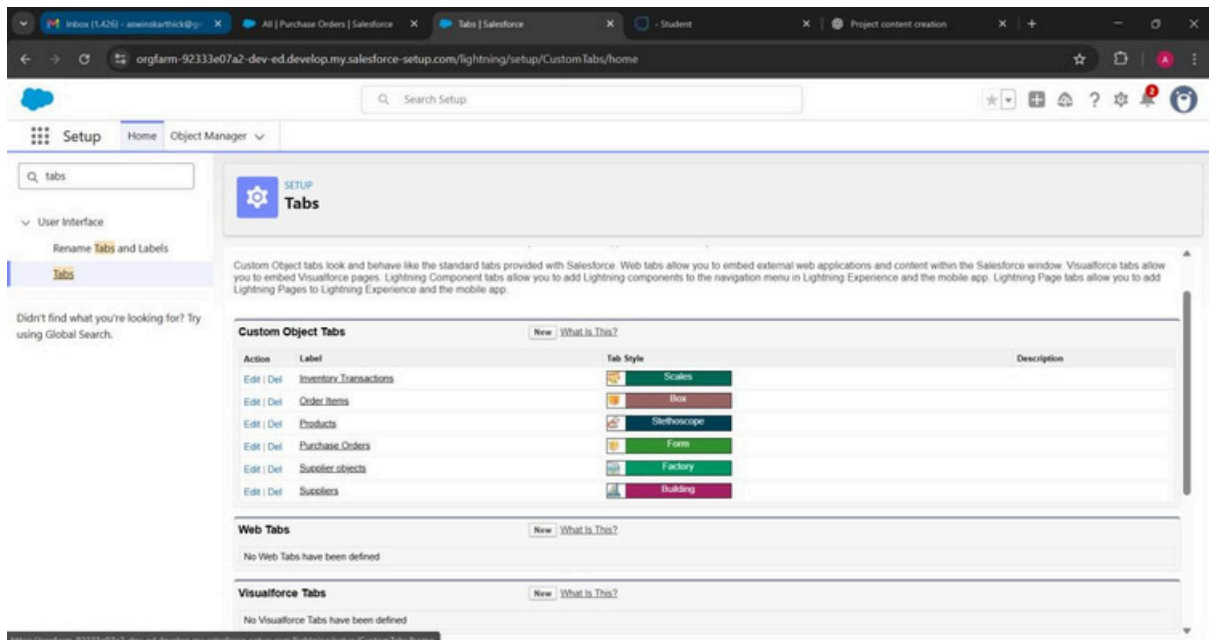 Inbox (1,426) - aswinskarthick@g
All | Purchase Orders | Salesforce
Tabs | Salesforce
- Student
Project content creation
orgfarm-92333e07a2-dev-ed.develop.my.salesforce-setup.com/lightning/setup/CustomTabs/home
A
Search Setup
2
Setup
Home
Object Manager
tabs
User Interface
Rename Tabs and Labels
Tabs
Didn't find what you're looking for? Try
using Global Search.
SETUP
Tabs
Custom Object tabs look and behave like the standard tabs provided with Salesforce. Web tabs allow you to embed external web applications and content within the Salesforce window. Visualforce tabs allow
you to embed Visualforce pages. Lightning Component tabs allow you to add Lightning components to the navigation menu in Lightning Experience and the mobile app. Lightning Page tabs allow you to add
Lightning Pages to Lightning Experience and the mobile app.
Custom Object Tabs New What Is This?
Action Label Tab Style Description
Edit | Del Inventory Transactions Scales
Edit | Del Order Items Box
Edit | Del Products Stethoscope
Edit | Del Purchase Orders Form
Edit | Del Supplier objects Factory
Edit | Del Suppliers Building
Web Tabs New What Is This?
No Web Tabs have been defined
Visualforce Tabs New What Is This?
No Visualforce Tabs have been defined